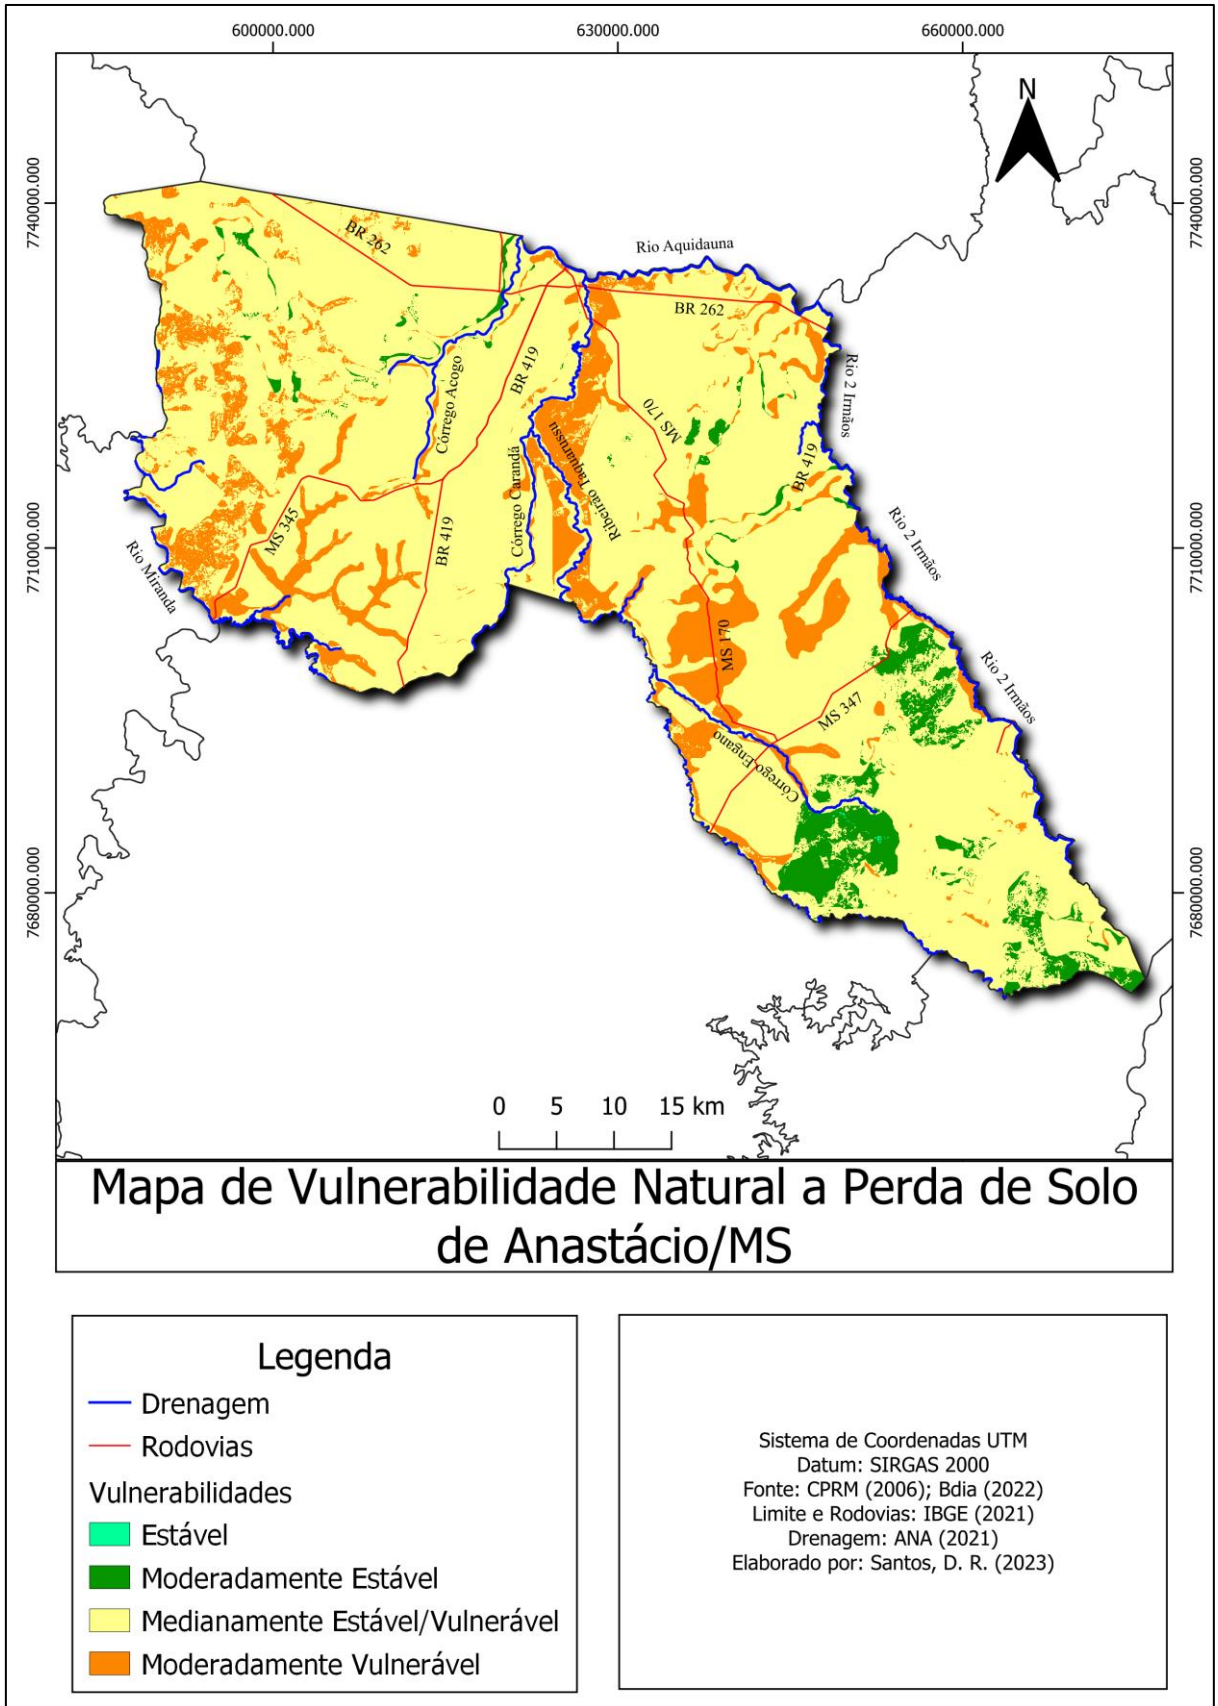 600000.000 630000.000 660000.000
7740000.000
7710000.000
7680000.000
7740000.000
7710000.000
7680000.000
N
BR 262
Rio Aquidauna
BR 262
Rio 2 Irmãos
BR 419
Córrego Acogo
MS 170
Ribeirão Taquarussu
Córrego Carandá
BR 419
MS 345
BR 419
Rio Miranda
Rio 2 Irmãos
MS 170
Rio 2 Irmãos
MS 347
Córrego Engano
0 5 10 15 km
Mapa de Vulnerabilidade Natural a Perda de Solo
de Anastácio/MS
Legenda
Drenagem
Rodovias
Vulnerabilidades
Estável
Moderadamente Estável
Medianamente Estável/Vulnerável
Moderadamente Vulnerável
Sistema de Coordenadas UTM
Datum: SIRGAS 2000
Fonte: CPRM (2006); Bdia (2022)
Limite e Rodovias: IBGE (2021)
Drenagem: ANA (2021)
Elaborado por: Santos, D. R. (2023)